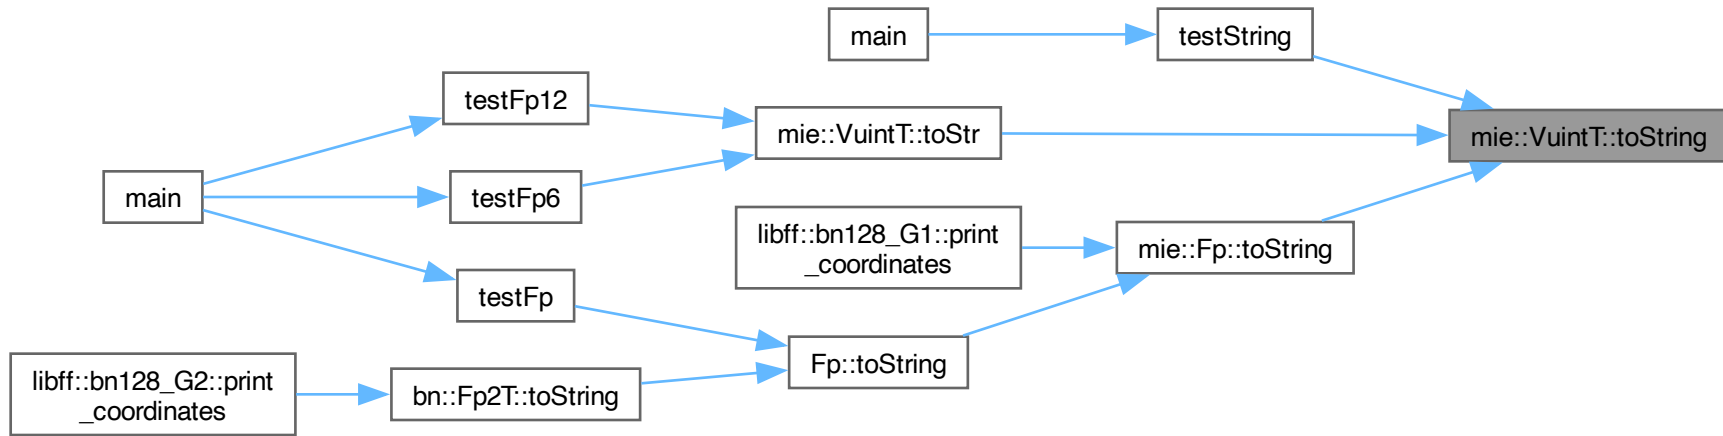 main
testString
testFp12
mie::VuintT::toStr
mie::VuintT::toString
main
testFp6
libff::bn128_G1::print
_coordinates
mie::Fp::toString
testFp
Fp::toString
libff::bn128_G2::print
_coordinates
bn::Fp2T::toString